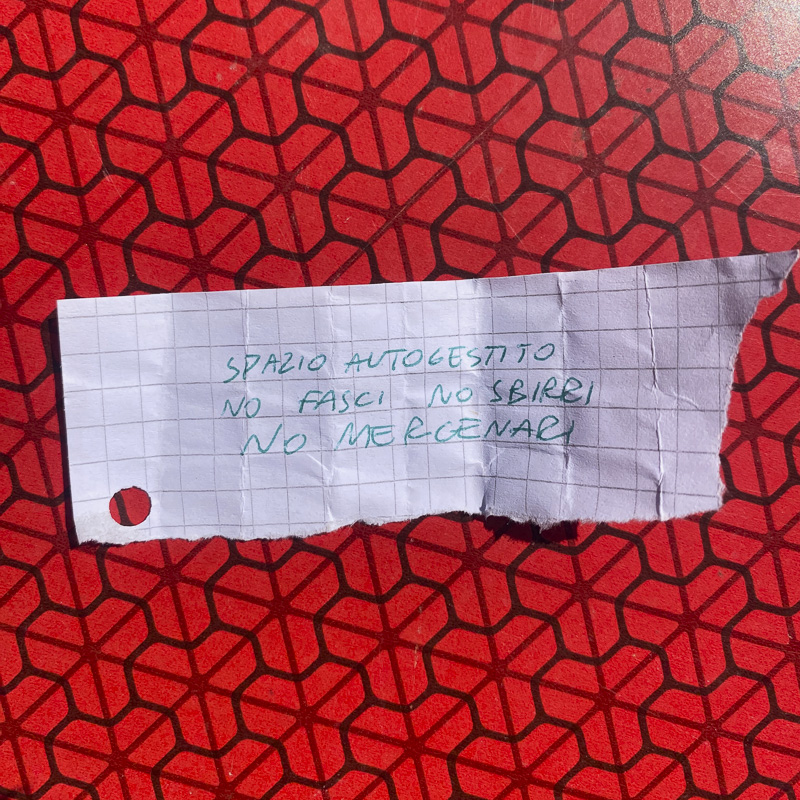 SPAZIO AUTOGESTITO
NO FASCI NO SBIRRI
NO MERCENARI